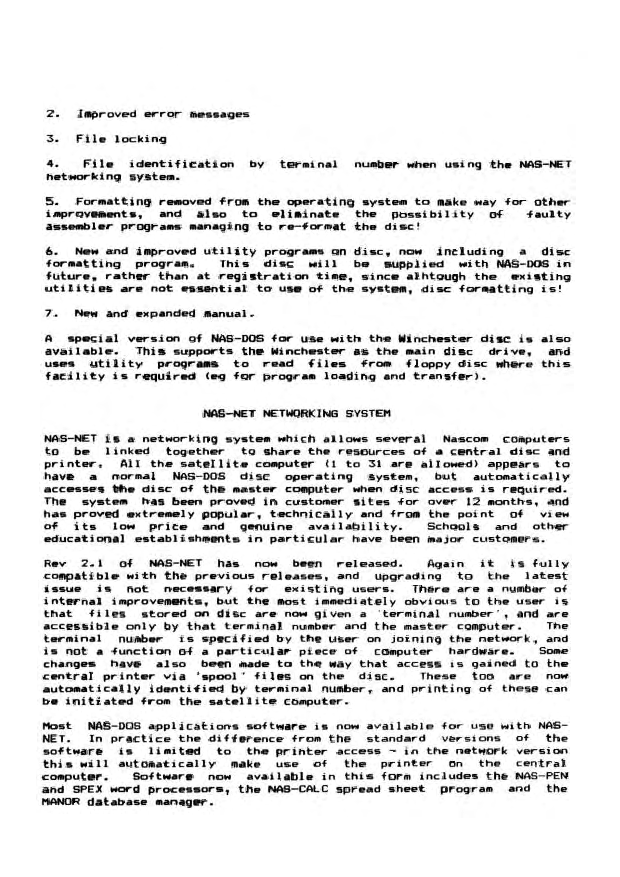 2. Improved error messages
3. File locking
4. File identification by terminal number when using the NAS-NET
networking system.
5. Formatting removed from the operating system to make way for other
improvements, and also to eliminate the possibility of faulty
assembler programs managing to re-format the disc!
6. New and improved utility programs on disc, now including a disc
formatting program. This disc will be supplied with NAS-DOS in
future, rather than at registration time, since alhtough the existing
utilities are not essential to use of the system, disc formatting is!
7. New and expanded manual.
A special version of NAS-DOS for use with the Winchester disc is also
available. This supports the Winchester as the main disc drive, and
uses utility programs to read files from floppy disc where this
facility is required (eg for program loading and transfer).
NAS-NET NETWORKING SYSTEM
NAS-NET is a networking system which allows several Nascom computers
to be linked together to share the resources of a central disc and
printer. All the satellite computer (1 to 31 are allowed) appears to
have a normal NAS-DOS disc operating system, but automatically
accesses the disc of the master computer when disc access is required.
The system has been proved in customer sites for over 12 months, and
has proved extremely popular, technically and from the point of view
of its low price and genuine availability. Schools and other
educational establishments in particular have been major customers.
Rev 2.1 of NAS-NET has now been released. Again it is fully
compatible with the previous releases, and upgrading to the latest
issue is not necessary for existing users. There are a number of
internal improvements, but the most immediately obvious to the user is
that files stored on disc are now given a 'terminal number', and are
accessible only by that terminal number and the master computer. The
terminal number is specified by the user on joining the network, and
is not a function of a particular piece of computer hardware. Some
changes have also been made to the way that access is gained to the
central printer via 'spool' files on the disc. These too are now
automatically identified by terminal number, and printing of these can
be initiated from the satellite computer.
Most NAS-DOS applications software is now available for use with NAS-
NET. In practice the difference from the standard versions of the
software is limited to the printer access - in the network version
this will automatically make use of the printer on the central
computer. Software now available in this form includes the NAS-PEN
and SPEX word processors, the NAS-CALC spread sheet program and the
MANOR database manager.